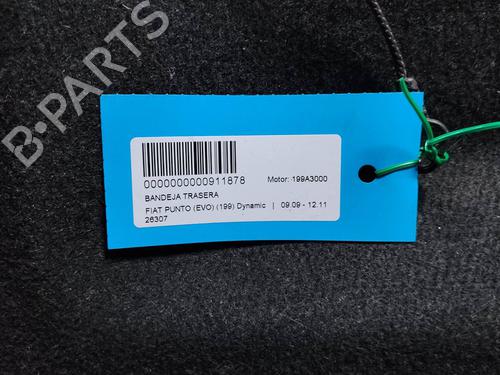 B-PARTS
0000000000911878 Motor: 199A3000
BANDEJA TRASERA
FIAT PUNTO (EVO) (199) Dynamic | 09.09 - 12.11
26307